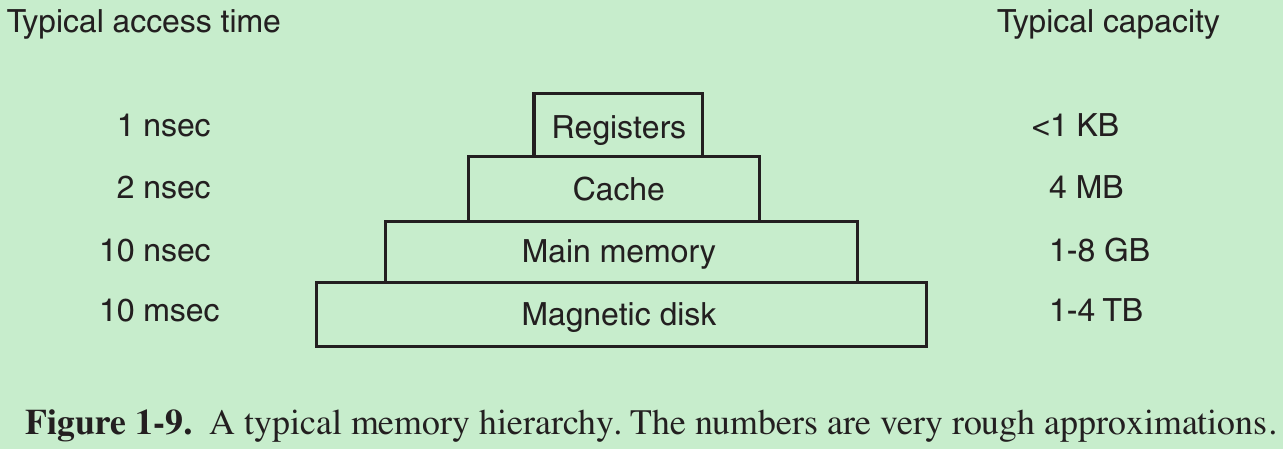 Typical access time Typical capacity
1 nsec Registers <1 KB
2 nsec Cache 4 MB
10 nsec Main memory 1-8 GB
10 msec Magnetic disk 1-4 TB
Figure 1-9. A typical memory hierarchy. The numbers are very rough approximations.